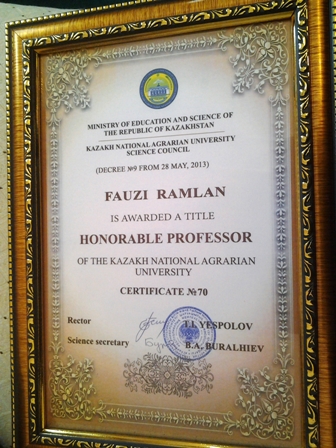 MINISTRY OF EDUCATION AND SCIENCE OF
THE REPUBLIC OF KAZAKHSTAN
KAZAKH NATIONAL AGRARIAN UNIVERSITY
SCIENCE COUNCIL
(DECREE №9 FROM 28 MAY, 2013)
FAUZI RAMLAN
IS AWARDED A TITLE
HONORABLE PROFESSOR
OF THE KAZAKH NATIONAL AGRARIAN
UNIVERSITY
CERTIFICATE №70
Rector T.I. YESPOLOV
Science secretary B.A. BURALHIEV